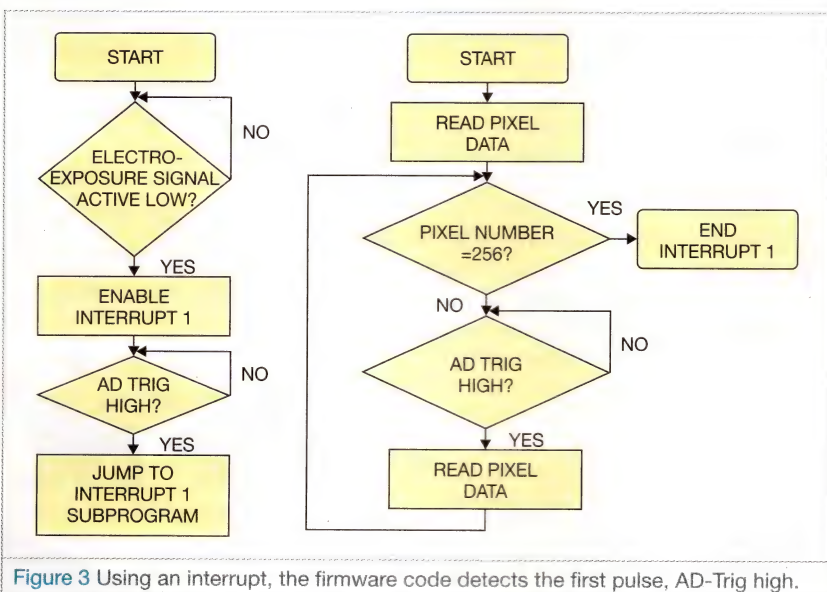 START
NO
ELECTRO-
EXPOSURE SIGNAL
ACTIVE LOW?
YES
ENABLE
INTERRUPT 1
NO
AD TRIG
HIGH?
YES
JUMP TO
INTERRUPT 1
SUBPROGRAM
START
READ PIXEL
DATA
YES
PIXEL NUMBER
=256?
END
INTERRUPT 1
NO
NO
AD TRIG
HIGH?
YES
READ PIXEL
DATA
Figure 3 Using an interrupt, the firmware code detects the first pulse, AD-Trig high.